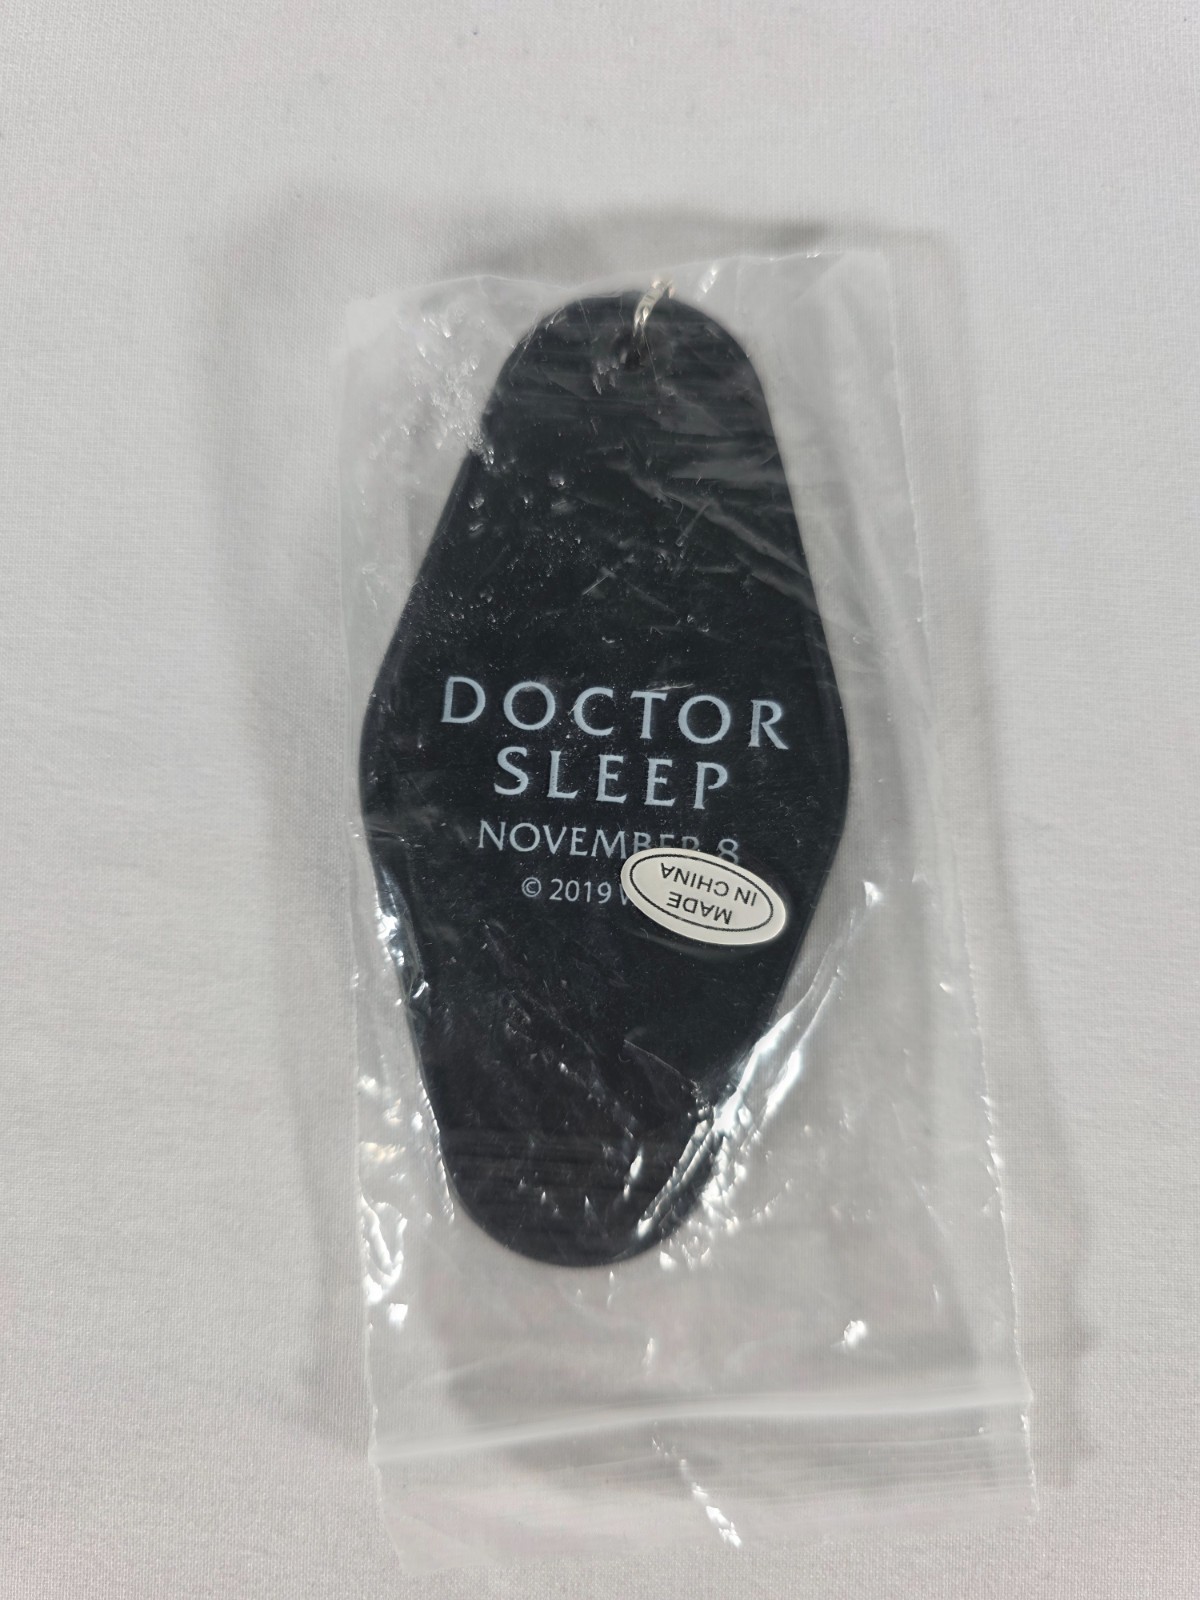 DOCTOR
SLEEP
NOVEMBER 8
© 2019
MADE
IN CHINA